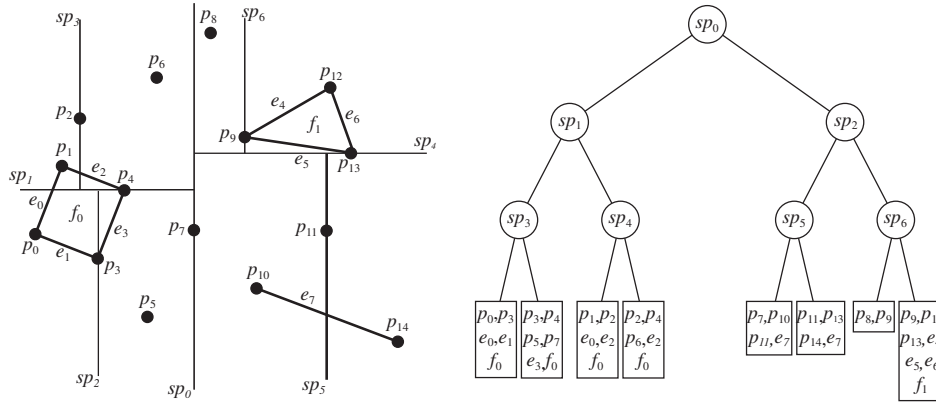 sp₃
p₈
sp₆
p₆
p₁₂
p₂
e₄
e₆
p₉
f₁
p₁
e₂
p₄
e₅
p₁₃
sp₄
sp₁
e₀
f₀
e₃
p₇
p₁₁
p₀
e₁
p₃
p₁₀
p₅
e₇
p₁₄
sp₂
sp₀
sp₅
sp₀
sp₁
sp₂
sp₃
sp₄
sp₅
sp₆
p₀,p₃
e₀,e₁
f₀
p₃,p₄
p₅,p₇
e₃,f₀
p₁,p₂
e₀,e₂
f₀
p₂,p₄
p₆,e₂
f₀
p₇,p₁₀
p₁₁,e₇
p₁₁,p₁₃
p₁₄,e₇
p₈,p₉
p₉,p₁
p₁₃,e
e₅,e₆
f₁